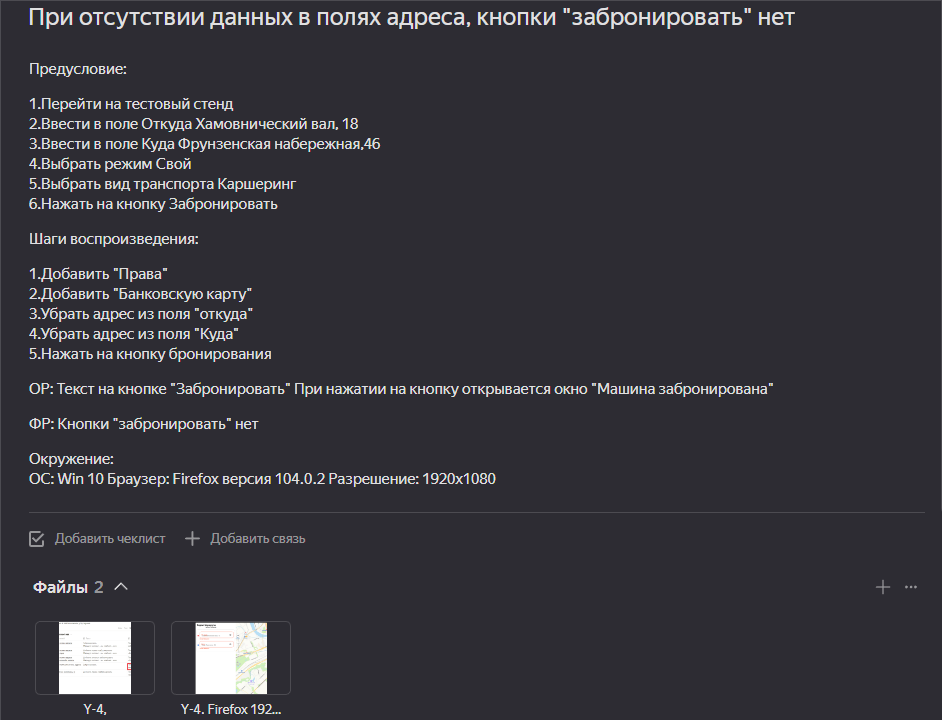 При отсутствии данных в полях адреса, кнопки "забронировать" нет
Предусловие:
1.Перейти на тестовый стенд
2.Ввести в поле Откуда Хамовнический вал, 18
3.Ввести в поле Куда Фрунзенская набережная,46
4.Выбрать режим Свой
5.Выбрать вид транспорта Каршеринг
6.Нажать на кнопку Забронировать
Шаги воспроизведения:
1.Добавить "Права"
2.Добавить "Банковскую карту"
3.Убрать адрес из поля "откуда"
4.Убрать адрес из поля "Куда"
5.Нажать на кнопку бронирования
ОР: Текст на кнопке "Забронировать" При нажатии на кнопку открывается окно "Машина забронирована"
ФР: Кнопки "забронировать" нет
Окружение:
ОС: Win 10 Браузер: Firefox версия 104.0.2 Разрешение: 1920x1080
Добавить чеклист Добавить связь
Файлы 2
Y-4, Y-4. Firefox 192...